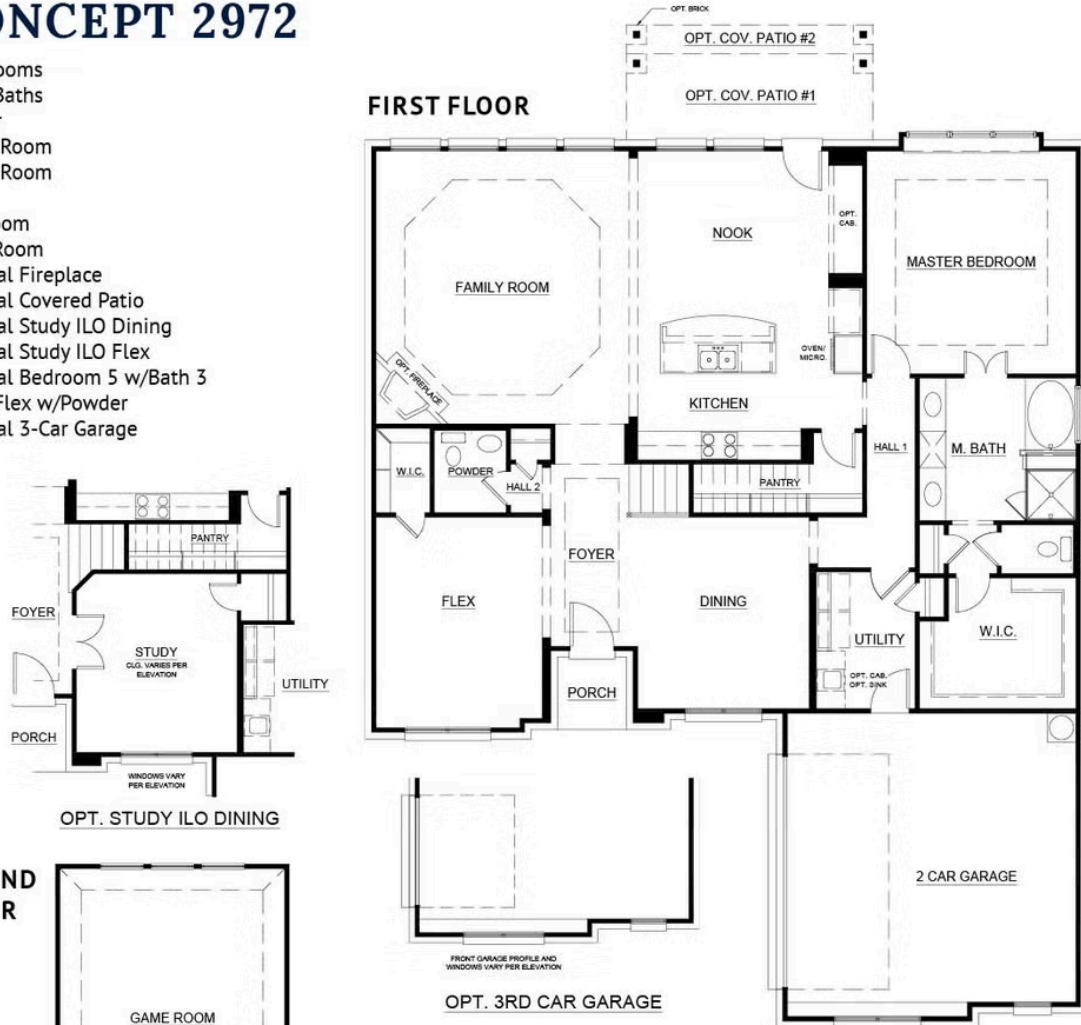 ONCEPT 2972
ooms
Baths
Room
Room
om
Room
al Fireplace
al Covered Patio
al Study ILO Dining
al Study ILO Flex
al Bedroom 5 w/Bath 3
Flex w/Powder
al 3-Car Garage
FIRST FLOOR
OPT. BRICK
OPT. COV. PATIO #2
OPT. COV. PATIO #1
FAMILY ROOM
OPT. FIREPLACE
NOOK
OPT.
CAB.
MASTER BEDROOM
OVEN/
MICRO.
KITCHEN
HALL 1
M. BATH
W.I.C.
POWDER
HALL 2
PANTRY
FOYER
FLEX
DINING
UTILITY
OPT. CAB.
OPT. SINK
W.I.C.
PORCH
2 CAR GARAGE
PANTRY
FOYER
STUDY
CLG. VARIES PER
ELEVATION
UTILITY
PORCH
WINDOWS VARY
PER ELEVATION
OPT. STUDY ILO DINING
FRONT GARAGE PROFILE AND
WINDOWS VARY PER ELEVATION
OPT. 3RD CAR GARAGE
ND
R
GAME ROOM